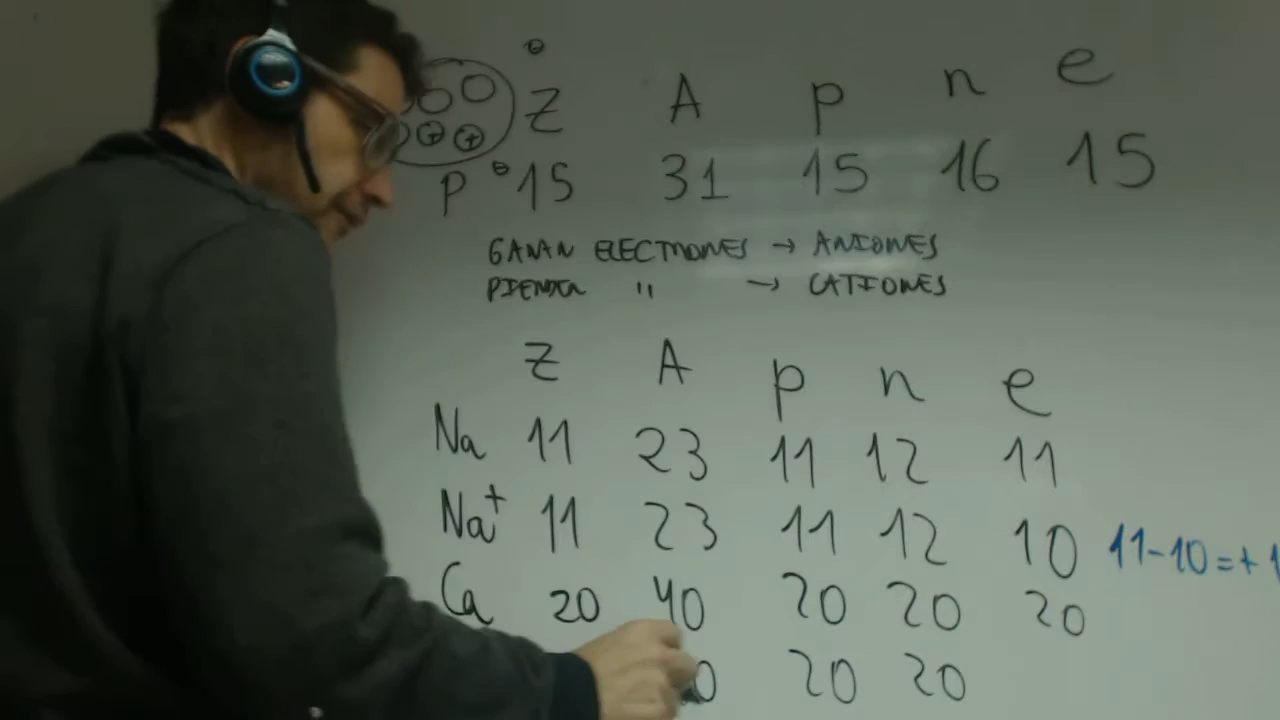 Z A p n e
P 15 31 15 16 15
GANAN ELECTRONES → ANIONES
PIERDEN " → CATIONES
Z A p n e
Na 11 23 11 12 11
Na⁺ 11 23 11 12 10 11-10=+1
Ca 20 40 20 20 20
0 20 20